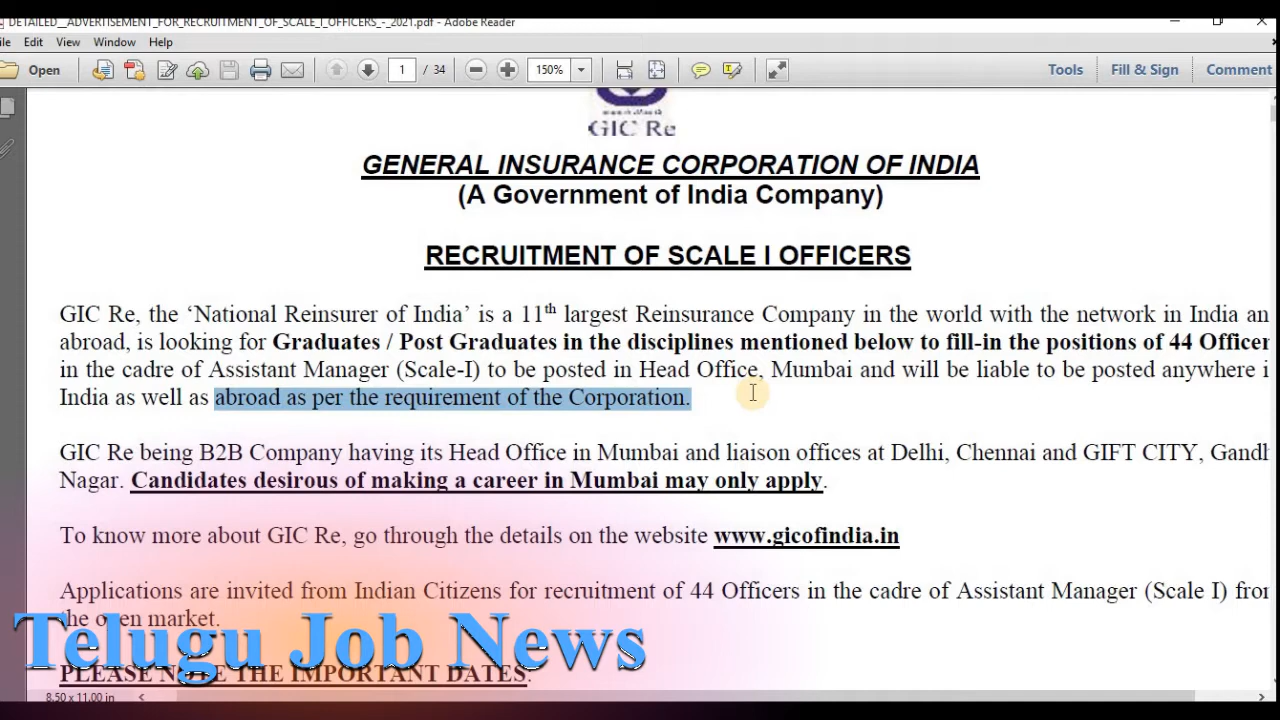 DETAILED__ADVERTISEMENT_FOR_RECRUITMENT_OF_SCALE_I_OFFICERS_-_2021.pdf - Adobe Reader
ile Edit View Window Help
Open 1 / 34 150% Tools Fill & Sign Comment
GIC Re
GENERAL INSURANCE CORPORATION OF INDIA
(A Government of India Company)
RECRUITMENT OF SCALE I OFFICERS
GIC Re, the ‘National Reinsurer of India’ is a 11th largest Reinsurance Company in the world with the network in India an
abroad, is looking for Graduates / Post Graduates in the disciplines mentioned below to fill-in the positions of 44 Officer
in the cadre of Assistant Manager (Scale-I) to be posted in Head Office, Mumbai and will be liable to be posted anywhere i
India as well as abroad as per the requirement of the Corporation.
GIC Re being B2B Company having its Head Office in Mumbai and liaison offices at Delhi, Chennai and GIFT CITY, Gandh
Nagar. Candidates desirous of making a career in Mumbai may only apply.
To know more about GIC Re, go through the details on the website www.gicofindia.in
Applications are invited from Indian Citizens for recruitment of 44 Officers in the cadre of Assistant Manager (Scale I) from
the open market.
Telugu Job News
PLEASE NOTE THE IMPORTANT DATES:
8.50 x 11.00 in